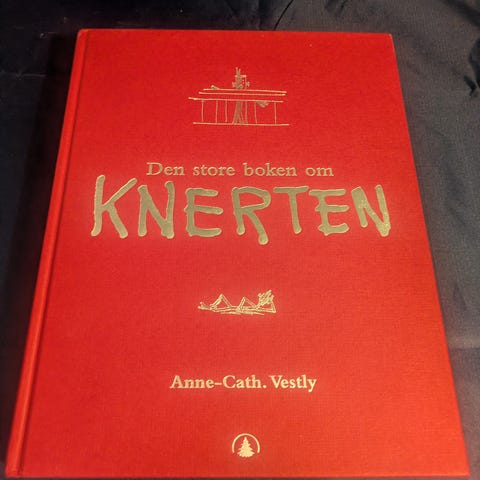 Den store boken om
KNERTEN
Anne-Cath. Vestly